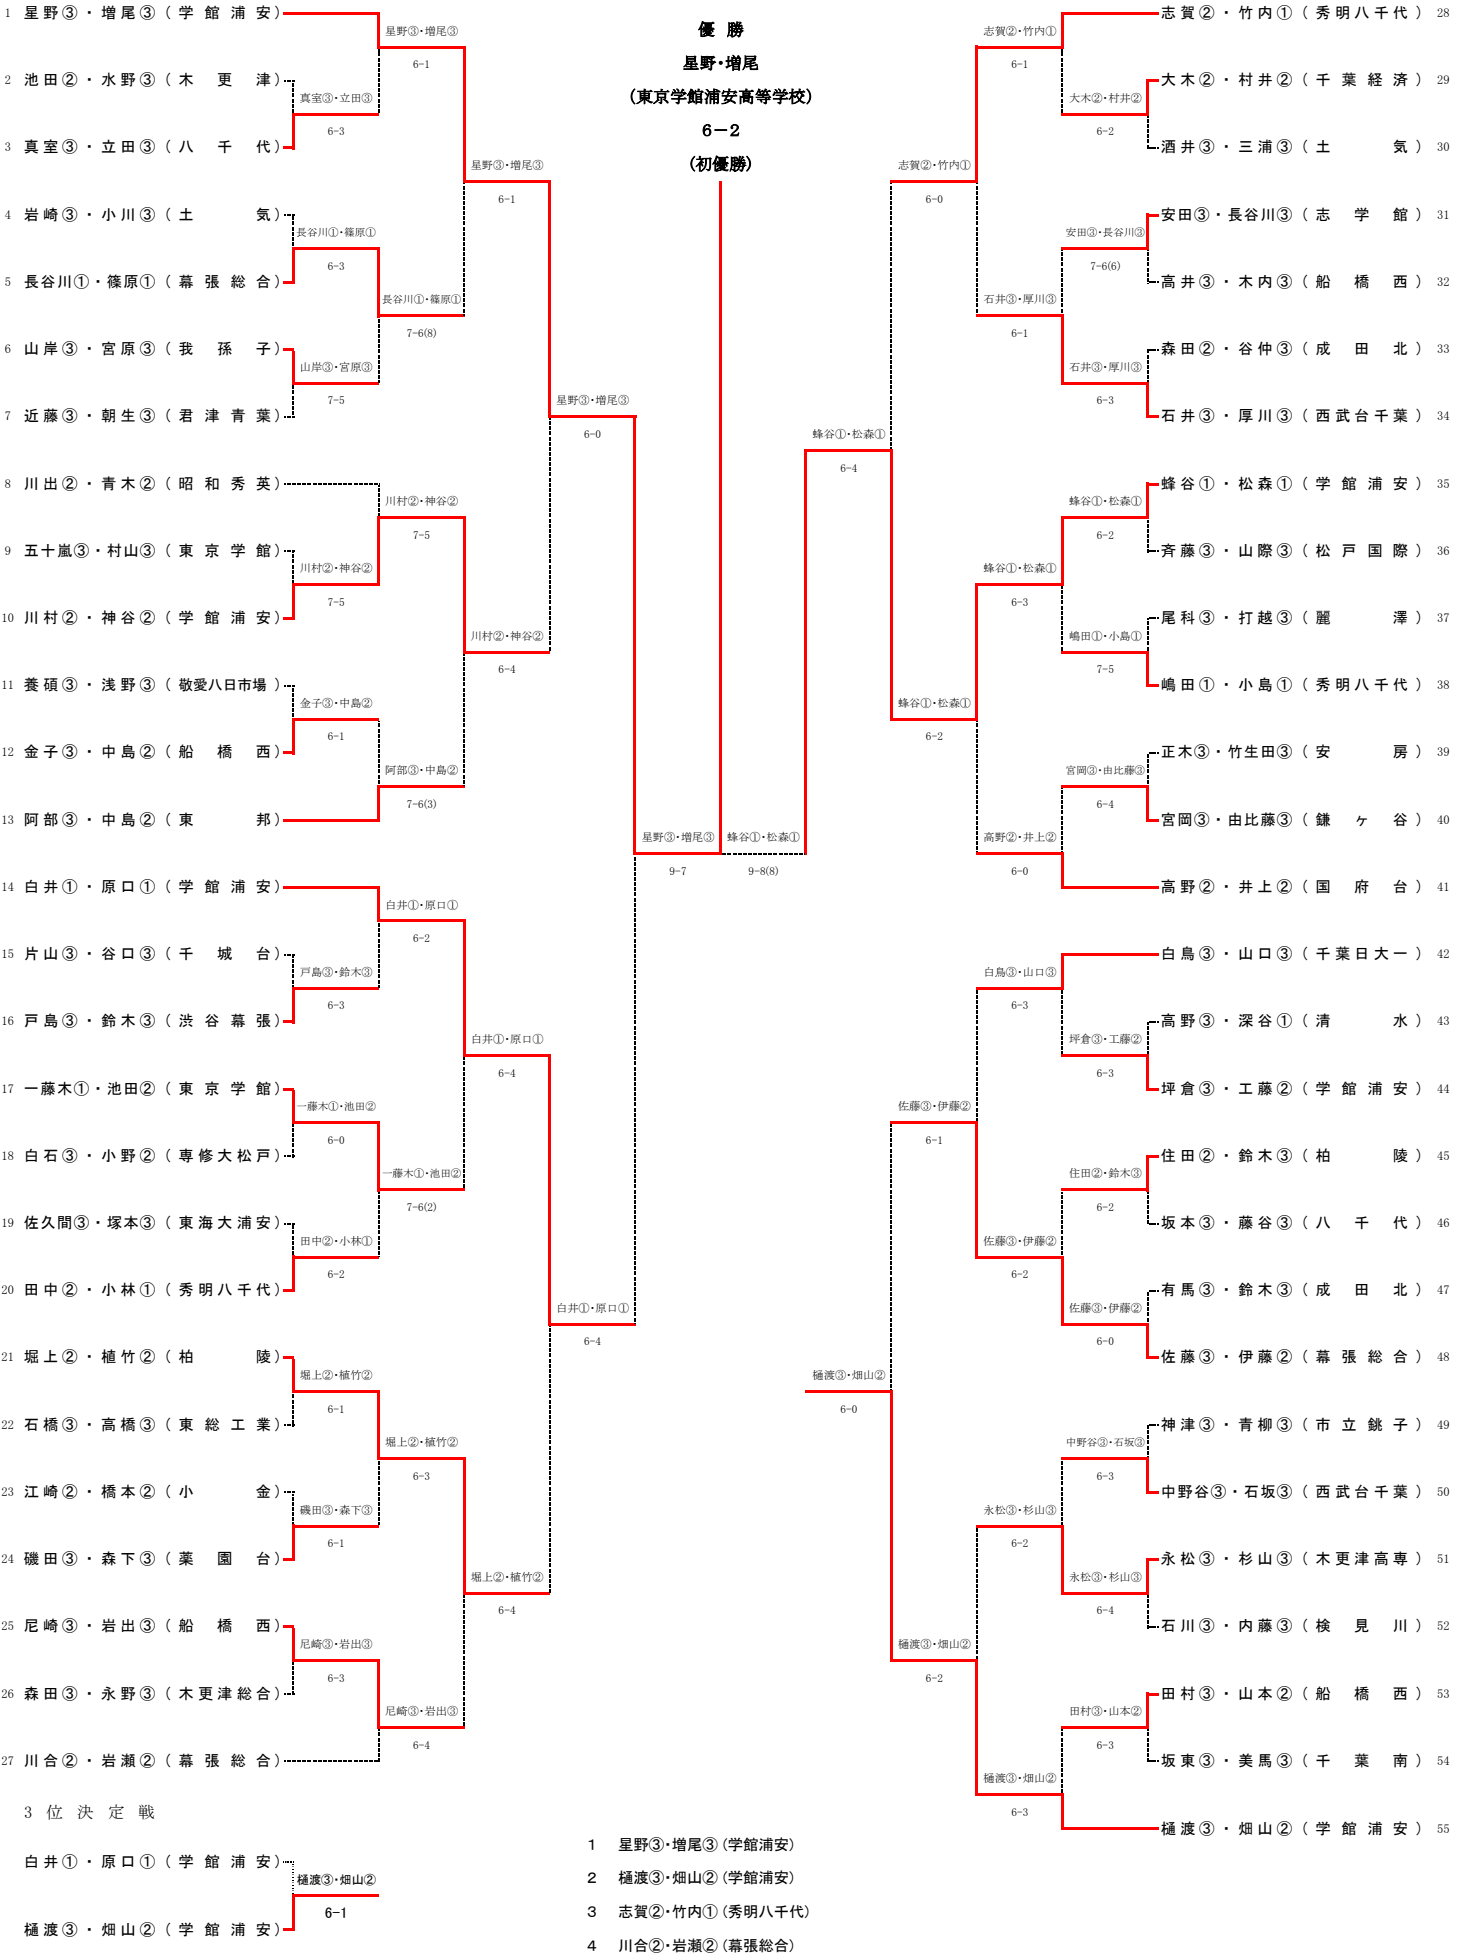 優 勝
星野・増尾
(東京学館浦安高等学校)
6－2
(初優勝)
1 星野③・増尾③(学館浦安)
2 池田②・水野③(木更津)
3 真室③・立田③(八千代)
4 岩崎③・小川③(土気)
5 長谷川①・篠原①(幕張総合)
6 山岸③・宮原③(我孫子)
7 近藤③・朝生③(君津青葉)
8 川出②・青木②(昭和秀英)
9 五十嵐③・村山③(東京学館)
10 川村②・神谷②(学館浦安)
11 養碩③・浅野③(敬愛八日市場)
12 金子③・中島②(船橋西)
13 阿部③・中島②(東邦)
14 白井①・原口①(学館浦安)
15 片山③・谷口③(千城台)
16 戸島③・鈴木③(渋谷幕張)
17 一藤木①・池田②(東京学館)
18 白石③・小野②(専修大松戸)
19 佐久間③・塚本③(東海大浦安)
20 田中②・小林①(秀明八千代)
21 堀上②・植竹②(柏陵)
22 石橋③・高橋③(東総工業)
23 江崎②・橋本②(小金)
24 磯田③・森下③(薬園台)
25 尼崎③・岩出③(船橋西)
26 森田③・永野③(木更津総合)
27 川合②・岩瀬②(幕張総合)
真室③・立田③
6-3
長谷川①・篠原①
6-3
山岸③・宮原③
7-5
川村②・神谷②
7-5
金子③・中島②
6-1
戸島③・鈴木③
6-3
一藤木①・池田②
6-0
田中②・小林①
6-2
堀上②・植竹②
6-1
磯田③・森下③
6-1
尼崎③・岩出③
6-3
星野③・増尾③
6-1
長谷川①・篠原①
7-6(8)
川村②・神谷②
7-5
阿部③・中島②
7-6(3)
白井①・原口①
6-2
一藤木①・池田②
7-6(2)
堀上②・植竹②
6-3
尼崎③・岩出③
6-4
星野③・増尾③
6-1
川村②・神谷②
6-4
白井①・原口①
6-4
堀上②・植竹②
6-4
星野③・増尾③
6-0
白井①・原口①
6-4
星野③・増尾③
9-7
蜂谷①・松森①
9-8(8)
蜂谷①・松森①
6-4
樋渡③・畑山②
6-0
志賀②・竹内①
6-0
蜂谷①・松森①
6-2
佐藤③・伊藤②
6-1
樋渡③・畑山②
6-2
志賀②・竹内①
6-1
石井③・厚川③
6-1
蜂谷①・松森①
6-3
高野②・井上②
6-0
白鳥③・山口③
6-3
佐藤③・伊藤②
6-2
永松③・杉山③
6-2
樋渡③・畑山②
6-3
大木②・村井②
6-2
安田③・長谷川③
7-6(6)
石井③・厚川③
6-3
蜂谷①・松森①
6-2
嶋田①・小島①
7-5
宮岡③・由比藤③
6-4
坪倉③・工藤②
6-3
住田②・鈴木③
6-2
佐藤③・伊藤②
6-0
中野谷③・石坂③
6-3
永松③・杉山③
6-4
田村③・山本②
6-3
志賀②・竹内①(秀明八千代) 28
大木②・村井②(千葉経済) 29
酒井③・三浦③(土気) 30
安田③・長谷川③(志学館) 31
高井③・木内③(船橋西) 32
森田②・谷仲③(成田北) 33
石井③・厚川③(西武台千葉) 34
蜂谷①・松森①(学館浦安) 35
斉藤③・山際③(松戸国際) 36
尾科③・打越③(麗澤) 37
嶋田①・小島①(秀明八千代) 38
正木③・竹生田③(安房) 39
宮岡③・由比藤③(鎌ヶ谷) 40
高野②・井上②(国府台) 41
白鳥③・山口③(千葉日大一) 42
高野③・深谷①(清水) 43
坪倉③・工藤②(学館浦安) 44
住田②・鈴木③(柏陵) 45
坂本③・藤谷③(八千代) 46
有馬③・鈴木③(成田北) 47
佐藤③・伊藤②(幕張総合) 48
神津③・青柳③(市立銚子) 49
中野谷③・石坂③(西武台千葉) 50
永松③・杉山③(木更津高専) 51
石川③・内藤③(検見川) 52
田村③・山本②(船橋西) 53
坂東③・美馬③(千葉南) 54
樋渡③・畑山②(学館浦安) 55
3位決定戦
白井①・原口①(学館浦安)
樋渡③・畑山②(学館浦安)
樋渡③・畑山②
6-1
1 星野③・増尾③(学館浦安)
2 樋渡③・畑山②(学館浦安)
3 志賀②・竹内①(秀明八千代)
4 川合②・岩瀬②(幕張総合)